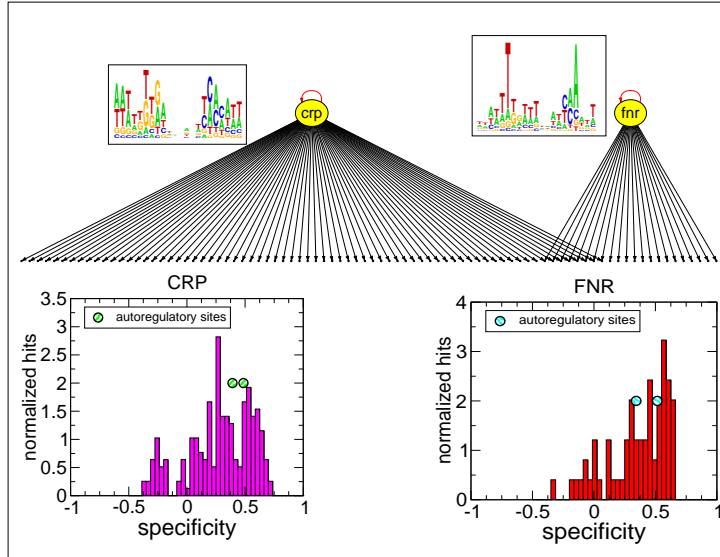 crp
fnr
CRP
FNR
autoregulatory sites
autoregulatory sites
normalized hits
normalized hits
3.5
3
2.5
2
1.5
1
0.5
0
4
3
2
1
0
-1
-0.5
0
0.5
1
-1
-0.5
0
0.5
1
specificity
specificity